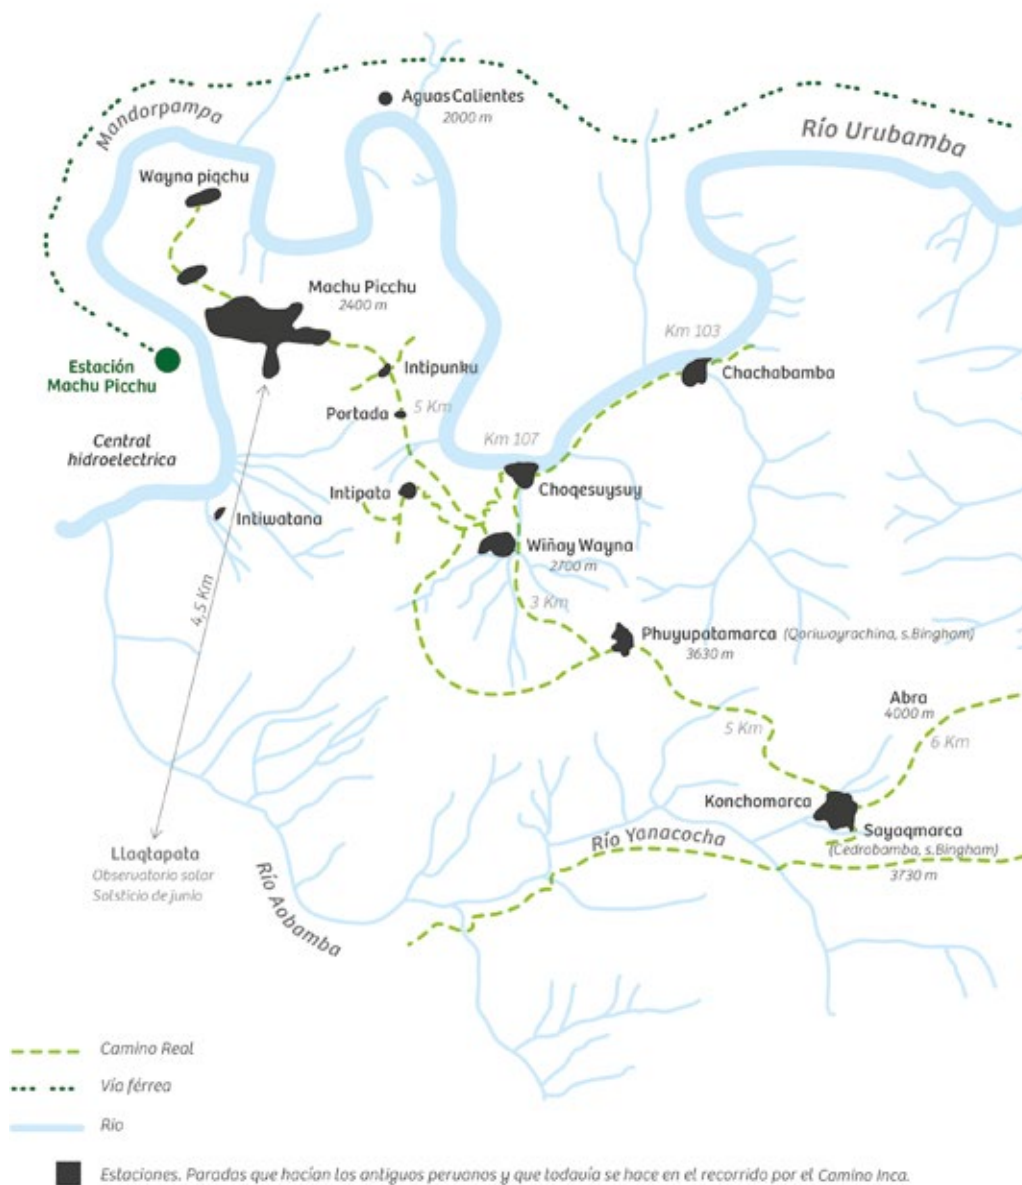 Aguas Calientes
2000 m
Mandorpampa
Río Urubamba
Wayna piqchu
Machu Picchu
2400 m
Km 103
Estación
Machu Picchu
Intipunku
Chachabamba
Portada
5 Km
Central
hidroelectrica
Km 107
Intipata
Choqesuysuy
Intiwatana
Wiñay Wayna
2700 m
4,5 Km
3 Km
Phuyupatamarca (Qoriwayrachina, s.Bingham)
3630 m
Abra
4000 m
5 Km
6 Km
Konchomarca
Sayaqmarca
(Cedrobamba, s.Bingham)
3730 m
Río Yanacocha
Llaqtapata
Observatorio solar
Solsticio de junio
Río Aobamba
Camino Real
Vía férrea
Rio
Estaciones. Paradas que hacían los antiguos peruanos y que todavía se hace en el recorrido por el Camino Inca.